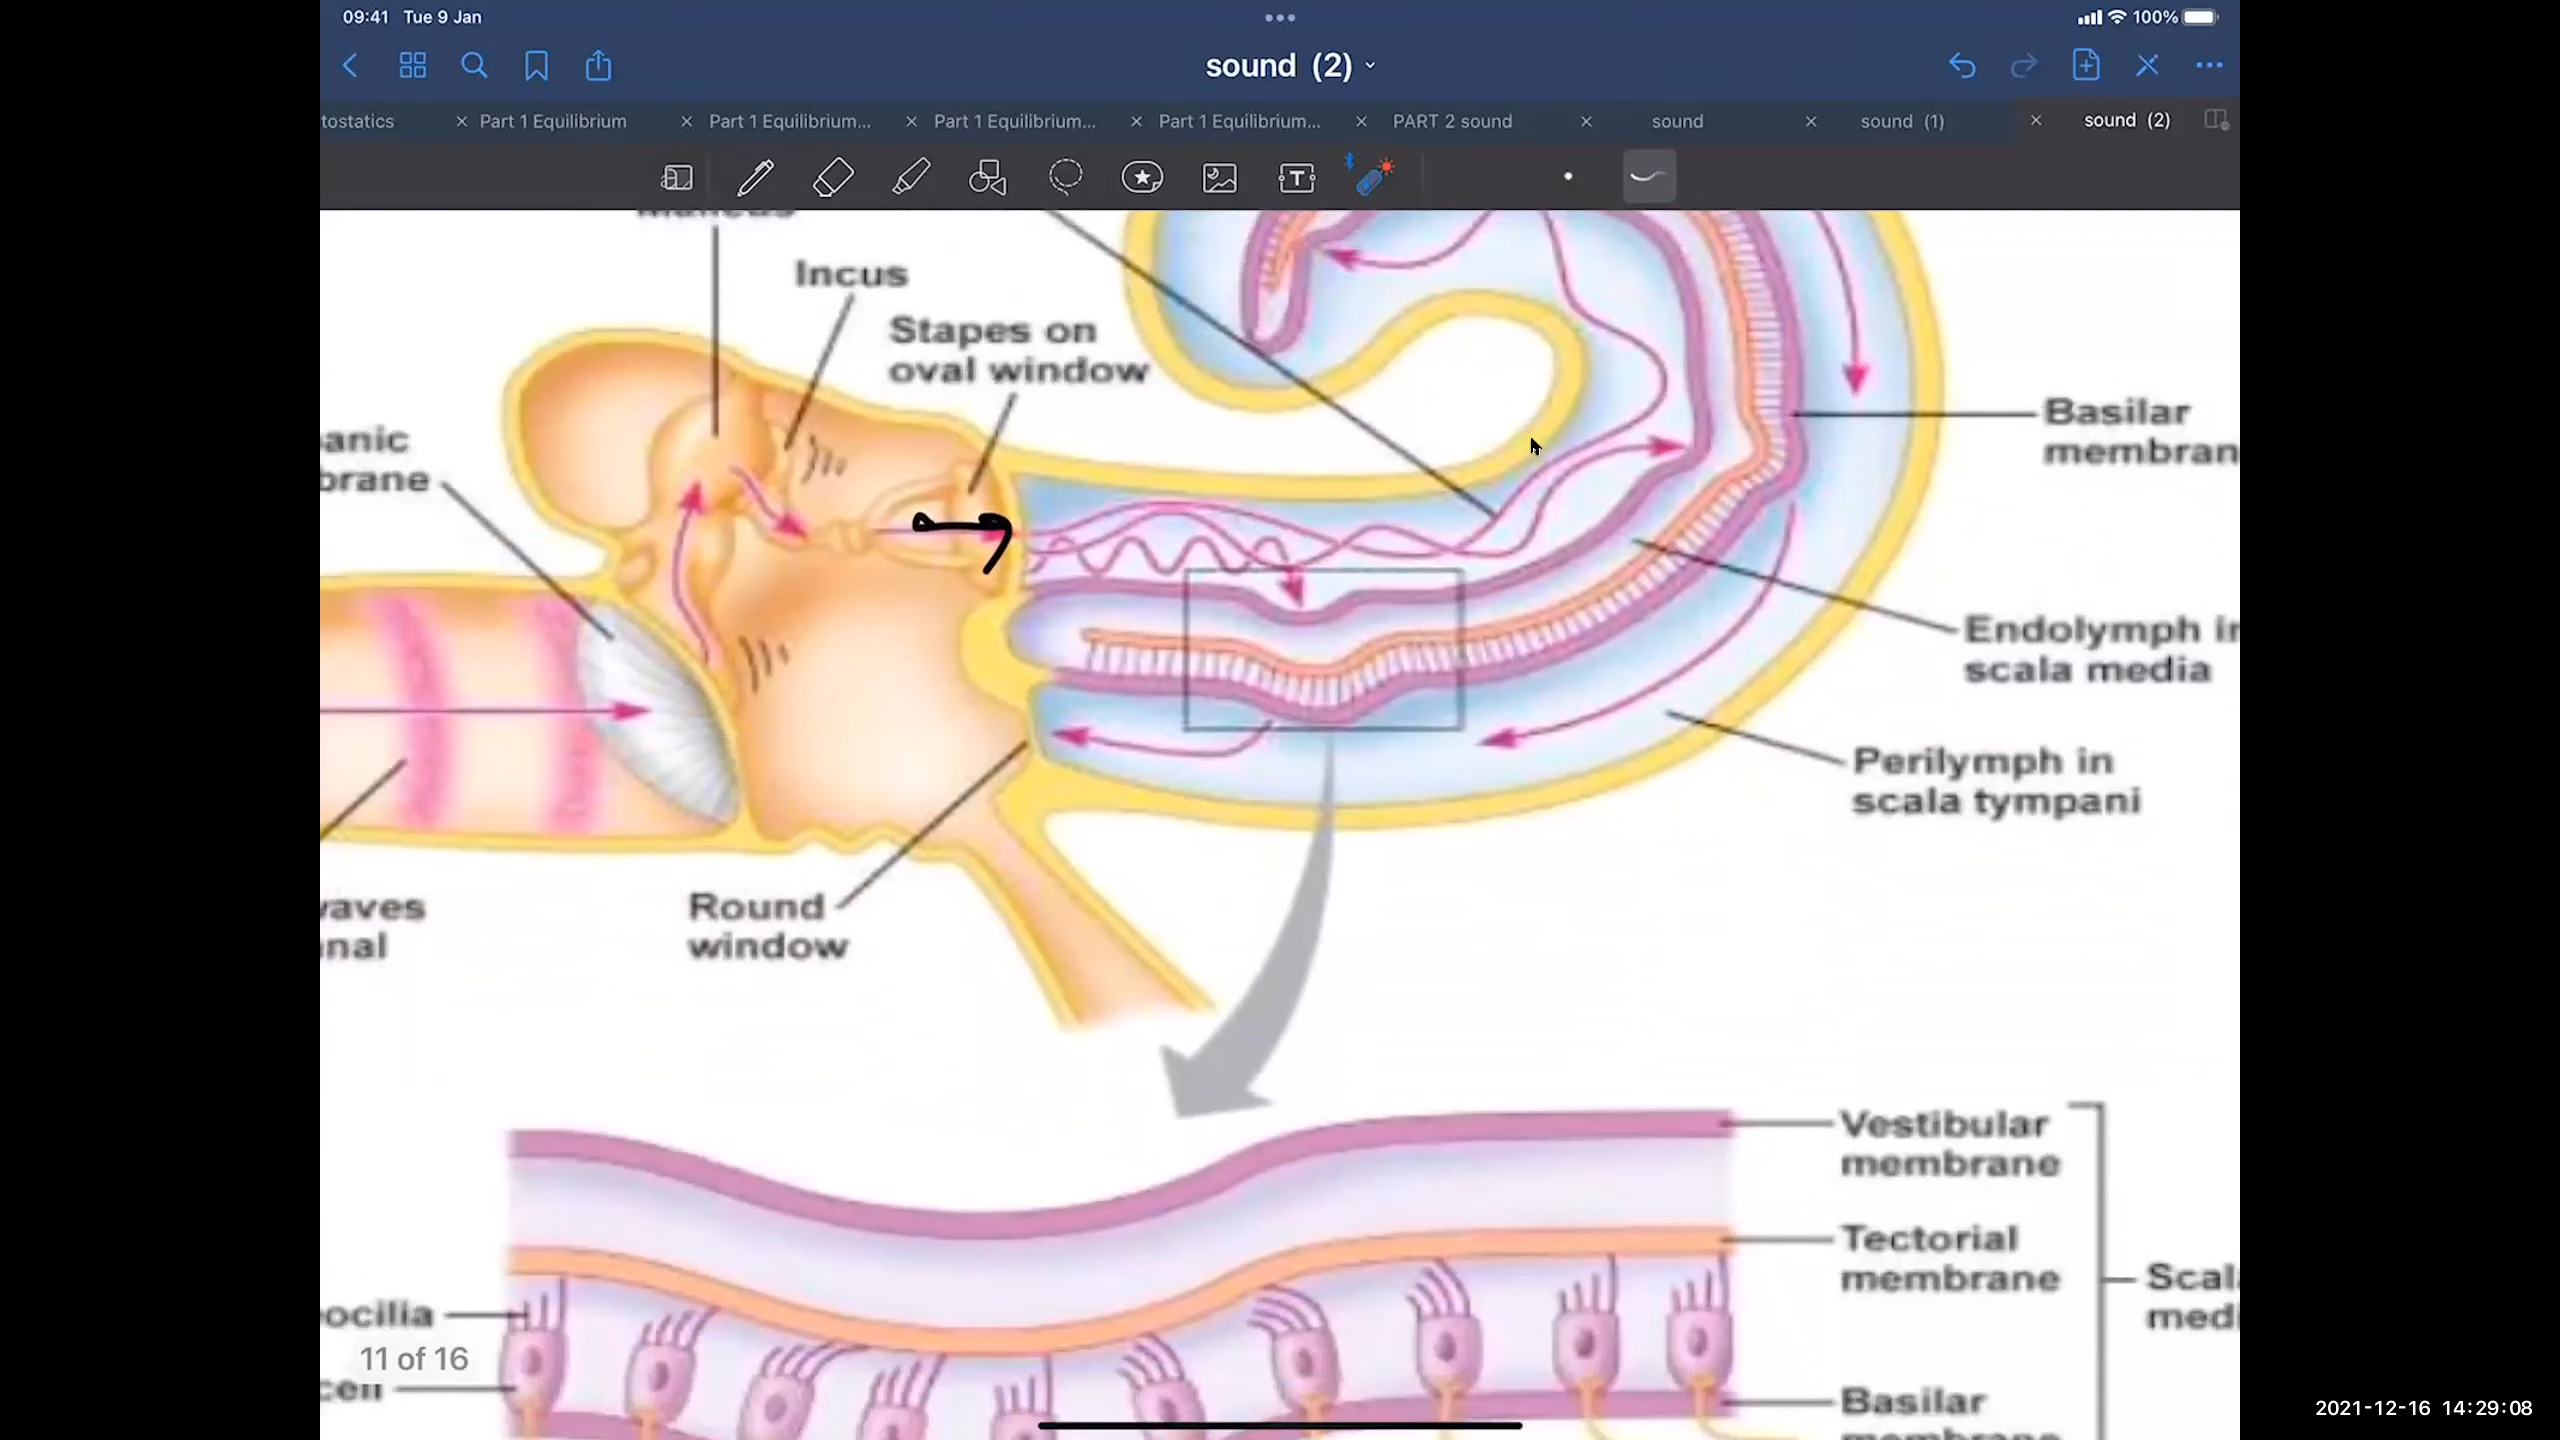 09:41 Tue 9 Jan
100%
sound (2)
tostatics
Part 1 Equilibrium
Part 1 Equilibrium...
Part 1 Equilibrium...
Part 1 Equilibrium...
PART 2 sound
sound
sound (1)
sound (2)
Incus
Stapes on
oval window
anic
brane
Basilar
membran
Endolymph in
scala media
Perilymph in
scala tympani
Round
window
waves
nal
Vestibular
membrane
Tectorial
membrane
Scal
medi
ocilia
11 of 16
cell
Basilar
2021-12-16 14:29:08